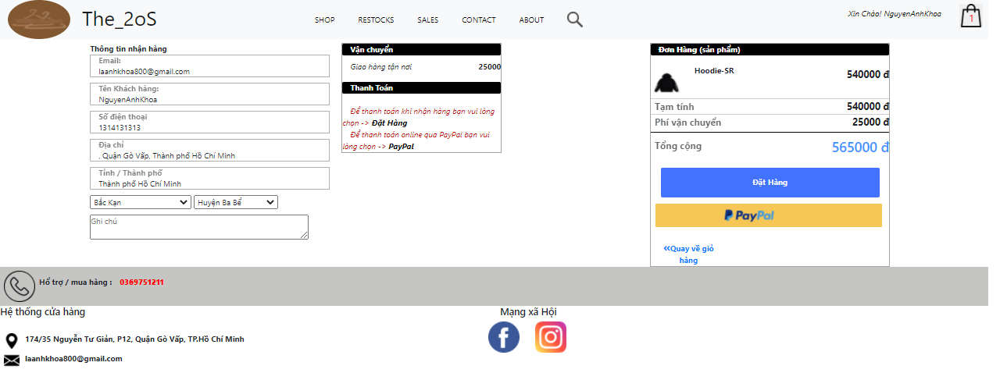 The_2oS
SHOP
RESTOCKS
SALES
CONTACT
ABOUT
Xin Chào! NguyenAnhKhoa
1
Thông tin nhận hàng
Email:
laanhkhoa800@gmail.com
Tên Khách hàng:
NguyenAnhKhoa
Số điện thoại
1314131313
Địa chỉ
, Quận Gò Vấp, Thành phố Hồ Chí Minh
Tỉnh / Thành phố
Thành phố Hồ Chí Minh
Bắc Kạn
Huyện Ba Bể
Ghi chú
Vận chuyển
Giao hàng tận nơi 25000
Thanh Toán
Để thanh toán khi nhận hàng bạn vui lòng
chọn -> Đặt Hàng
Để thanh toán online qua PayPal bạn vui
lòng chọn -> PayPal
Đơn Hàng (sản phẩm)
Hoodie-SR 540000 đ
Tạm tính 540000 đ
Phí vận chuyển 25000 đ
Tổng cộng 565000 đ
Đặt Hàng
PayPal
Quay về giỏ
hàng
Hổ trợ / mua hàng : 0369751211
Hệ thống cửa hàng
174/35 Nguyễn Tư Giản, P12, Quận Gò Vấp, TP.Hồ Chí Minh
laanhkhoa800@gmail.com
Mạng xã Hội